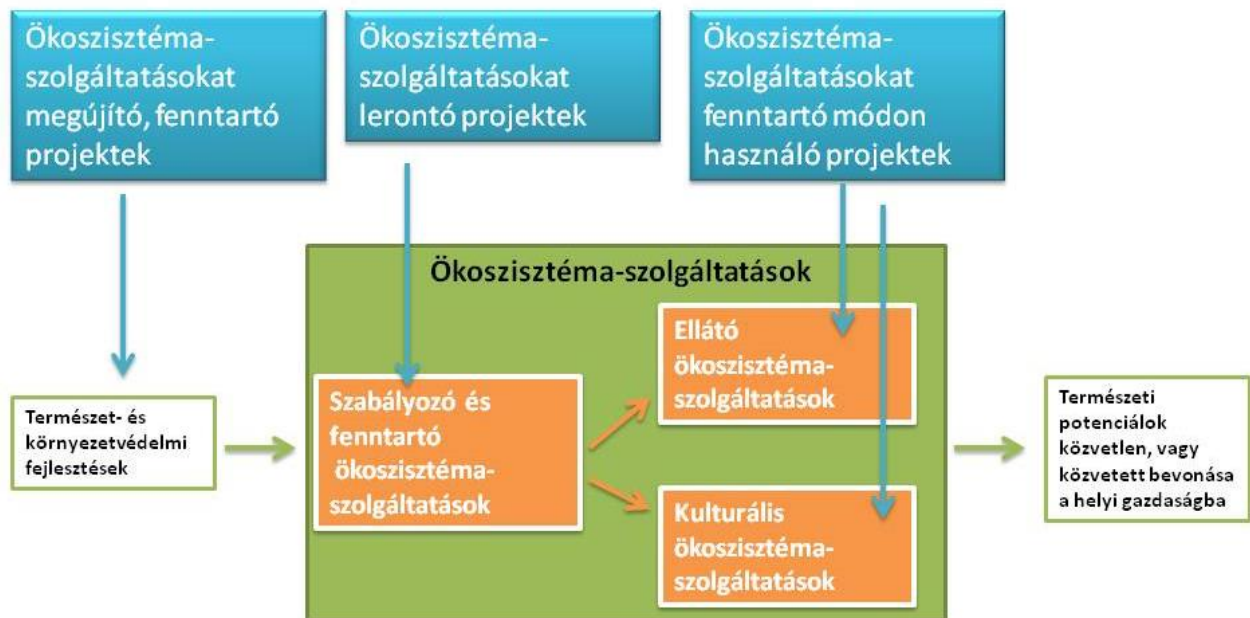 Ökoszisztéma-
szolgáltatásokat
megújító, fenntartó
projektek
Ökoszisztéma-
szolgáltatásokat
lerontó projektek
Ökoszisztéma-
szolgáltatásokat
fenntartó módon
használó projektek
Ökoszisztéma-szolgáltatások
Természet- és
környezetvédelmi
fejlesztések
Szabályozó és
fenntartó
ökoszisztéma-
szolgáltatások
Ellátó
ökoszisztéma-
szolgáltatások
Kulturális
ökoszisztéma-
szolgáltatások
Természeti
potenciálok
közvetlen, vagy
közvetett bevonása
a helyi gazdaságba